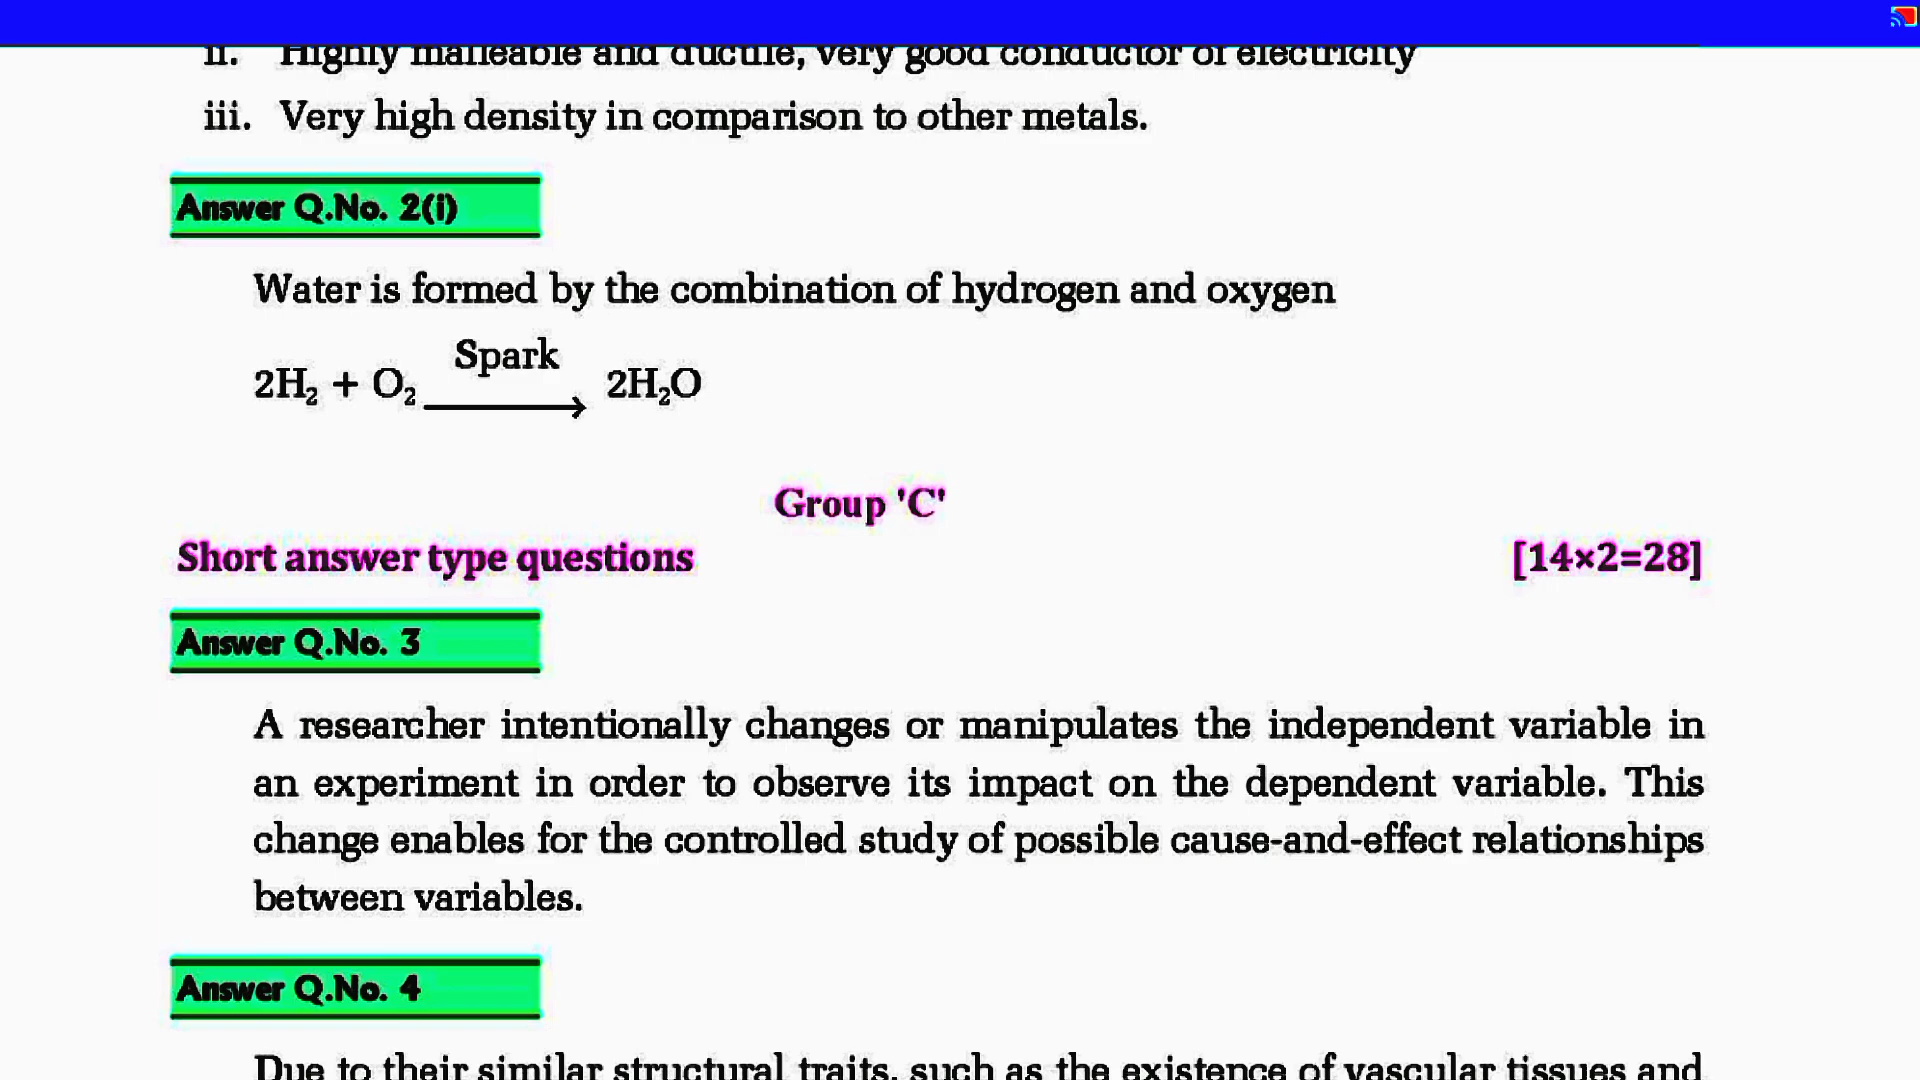 ii. Highly malleable and ductile, very good conductor of electricity
iii. Very high density in comparison to other metals.
Answer Q.No. 2(i)
Water is formed by the combination of hydrogen and oxygen
2H₂ + O₂ Spark → 2H₂O
Group 'C'
Short answer type questions [14×2=28]
Answer Q.No. 3
A researcher intentionally changes or manipulates the independent variable in
an experiment in order to observe its impact on the dependent variable. This
change enables for the controlled study of possible cause-and-effect relationships
between variables.
Answer Q.No. 4
Due to their similar structural traits, such as the existence of vascular tissues and